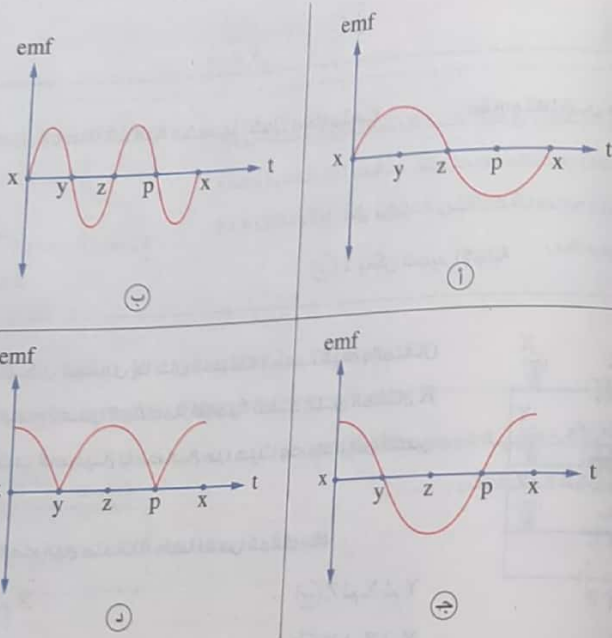 emf
x y z p x t
أ
emf
x y z p x t
ب
emf
x y z p x t
ج
emf
y z p x t
د